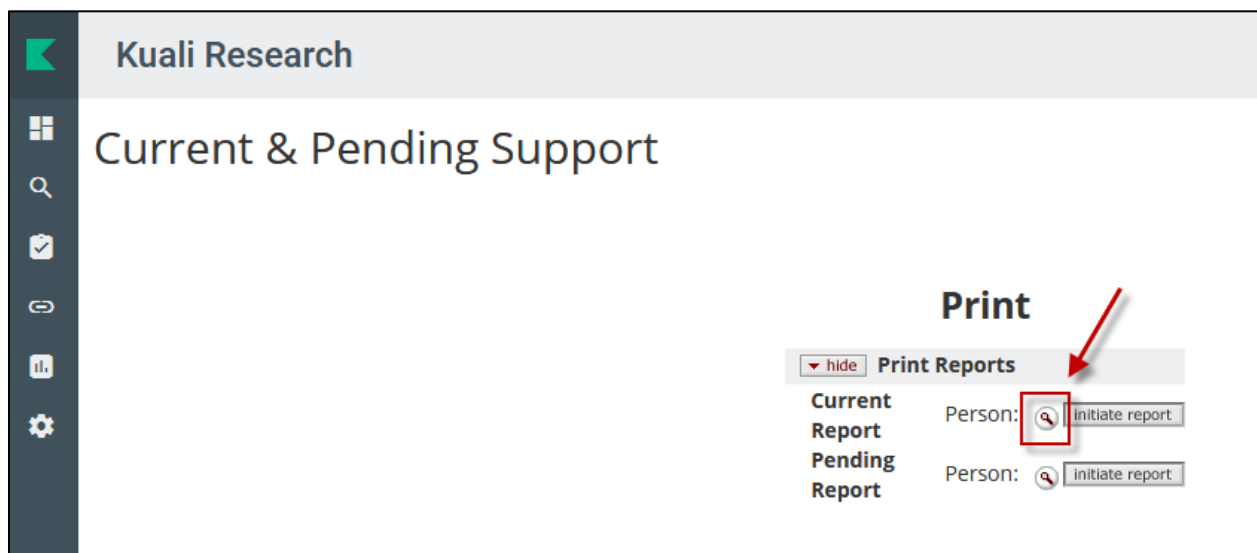 Kuali Research
Current & Pending Support
Print
hide Print Reports
Current Report Person: initiate report
Pending Report Person: initiate report